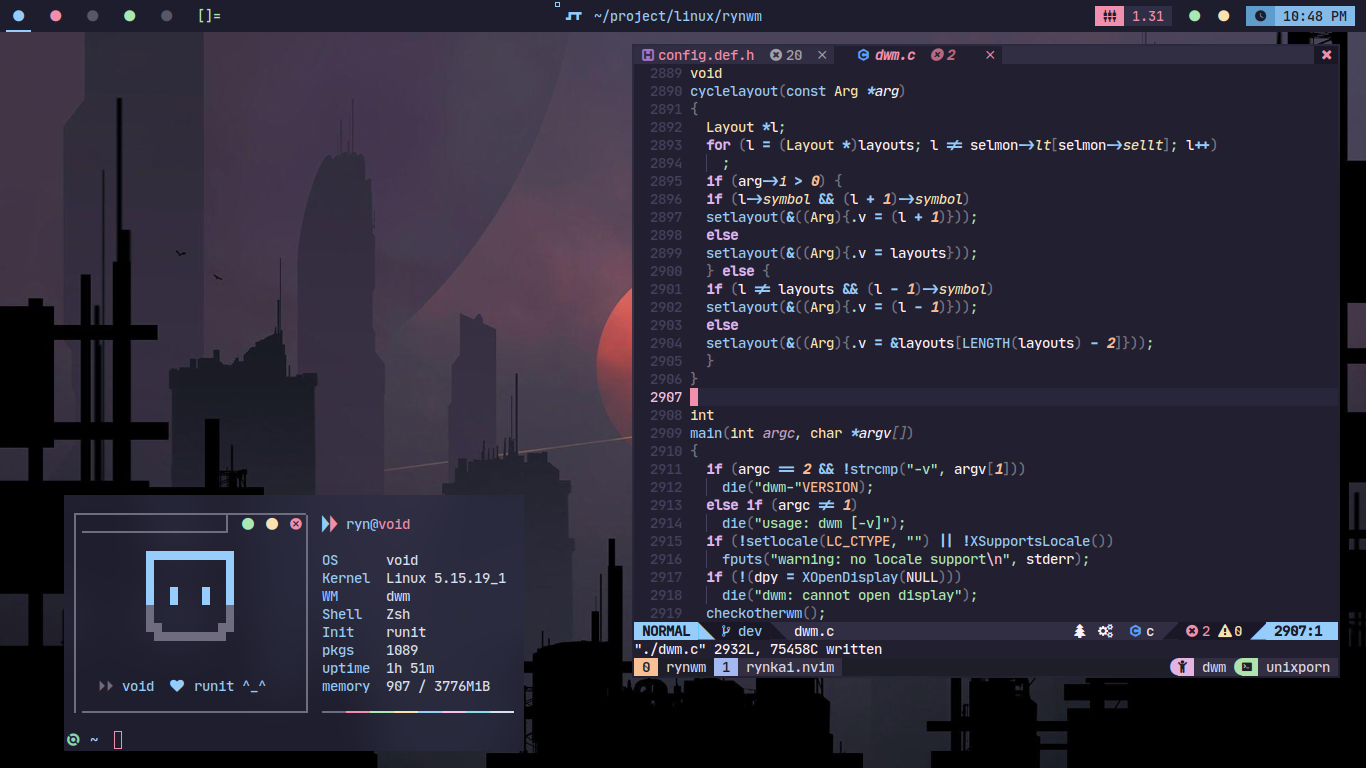 []= ~/project/linux/rynwm 1.31 10:48 PM
config.def.h 20 × dwm.c 2 ×
2889 void
2890 cyclelayout(const Arg *arg)
2891 {
2892 Layout *l;
2893 for (l = (Layout *)layouts; l != selmon->lt[selmon->sellt]; l++)
2894 ;
2895 if (arg->i > 0) {
2896 if (l->symbol && (l + 1)->symbol)
2897 setlayout(&((Arg){.v = (l + 1)}));
2898 else
2899 setlayout(&((Arg){.v = layouts}));
2900 } else {
2901 if (l != layouts && (l - 1)->symbol)
2902 setlayout(&((Arg){.v = (l - 1)}));
2903 else
2904 setlayout(&((Arg){.v = &layouts[LENGTH(layouts) - 2]}));
2905 }
2906 }
2907
2908 int
2909 main(int argc, char *argv[])
2910 {
2911 if (argc == 2 && !strcmp("-v", argv[1]))
2912 die("dwm-"VERSION);
2913 else if (argc != 1)
2914 die("usage: dwm [-v]");
2915 if (!setlocale(LC_CTYPE, "") || !XSupportsLocale())
2916 fputs("warning: no locale support\n", stderr);
2917 if (!(dpy = XOpenDisplay(NULL)))
2918 die("dwm: cannot open display");
2919 checkotherwm();
NORMAL dev dwm.c c 2 0 2907:1
"./dwm.c" 2932L, 75458C written
0 rynwm 1 rynkai.nvim dwm unixporn
ryn@void
OS void
Kernel Linux 5.15.19_1
WM dwm
Shell Zsh
Init runit
pkgs 1089
uptime 1h 51m
memory 907 / 3776MiB
void ♥ runit ^_^
~